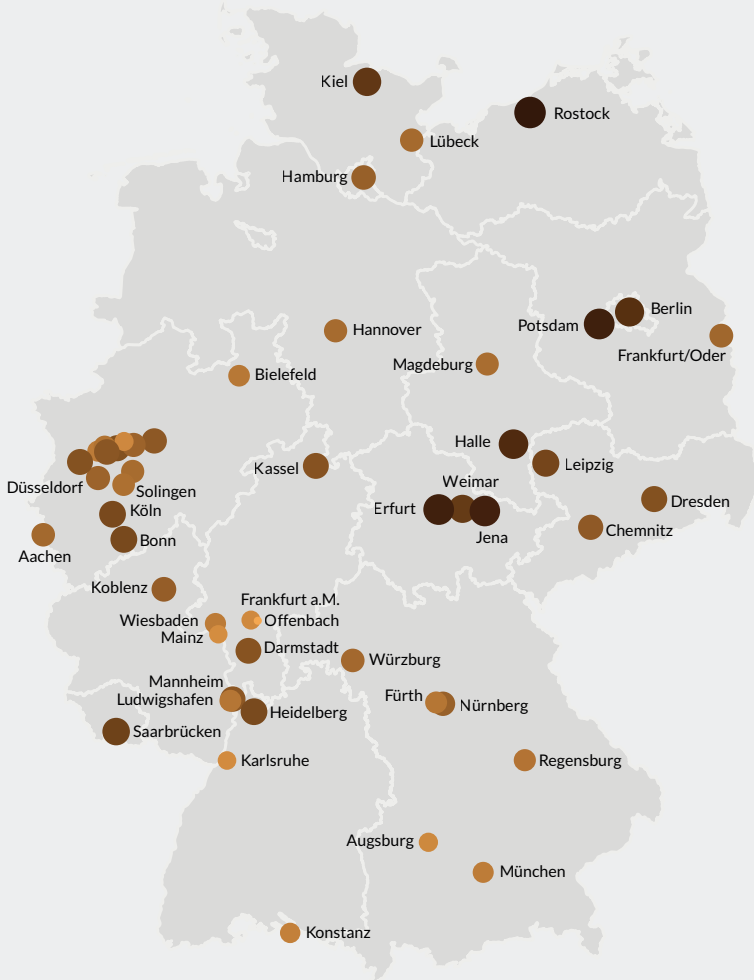 Kiel
Rostock
Lübeck
Hamburg
Berlin
Potsdam
Hannover
Frankfurt/Oder
Magdeburg
Bielefeld
Halle
Leipzig
Kassel
Weimar
Düsseldorf
Solingen
Dresden
Erfurt
Köln
Chemnitz
Jena
Bonn
Aachen
Koblenz
Frankfurt a.M.
Wiesbaden
Offenbach
Mainz
Darmstadt
Würzburg
Mannheim
Ludwigshafen
Fürth
Nürnberg
Heidelberg
Saarbrücken
Karlsruhe
Regensburg
Augsburg
München
Konstanz